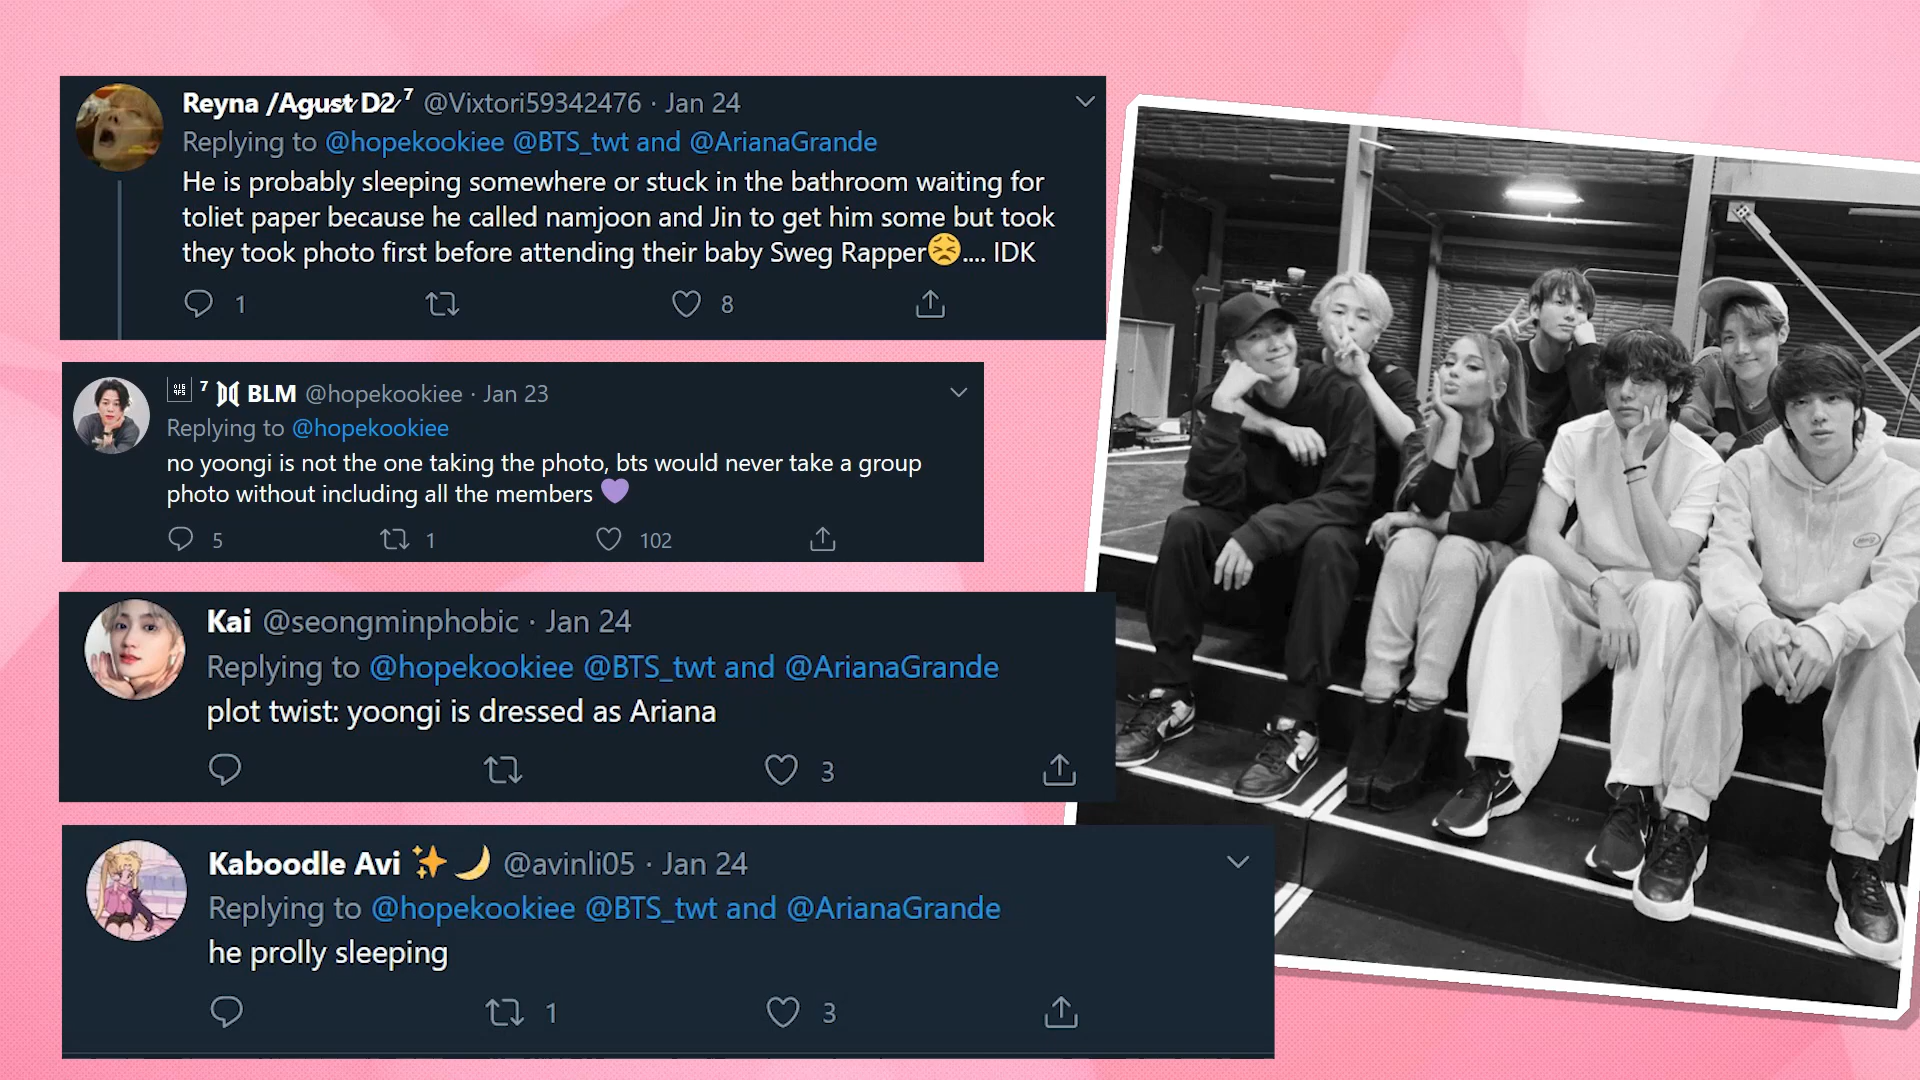 Reyna /Agust D2 ⁷ @Vixtori59342476 · Jan 24
Replying to @hopekookiee @BTS_twt and @ArianaGrande
He is probably sleeping somewhere or stuck in the bathroom waiting for
toliet paper because he called namjoon and Jin to get him some but took
they took photo first before attending their baby Sweg Rapper😣.... IDK
1 8
⁷ BLM @hopekookiee · Jan 23
Replying to @hopekookiee
no yoongi is not the one taking the photo, bts would never take a group
photo without including all the members 💜
5 1 102
Kai @seongminphobic · Jan 24
Replying to @hopekookiee @BTS_twt and @ArianaGrande
plot twist: yoongi is dressed as Ariana
3
Kaboodle Avi ✨🌙 @avinli05 · Jan 24
Replying to @hopekookiee @BTS_twt and @ArianaGrande
he prolly sleeping
1 3